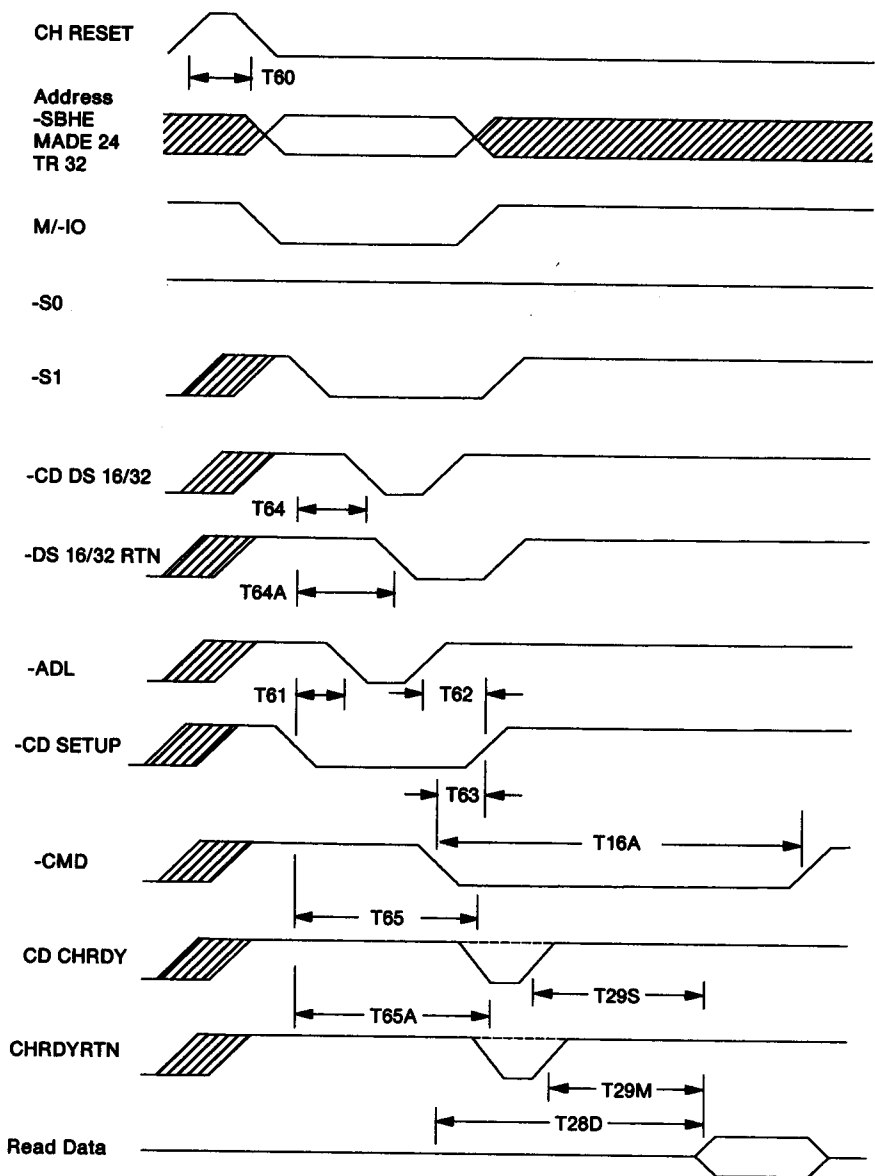 CH RESET
T60
Address
-SBHE
MADE 24
TR 32
M/-IO
-S0
-S1
-CD DS 16/32
T64
-DS 16/32 RTN
T64A
-ADL
T61
T62
-CD SETUP
T63
T16A
-CMD
T65
CD CHRDY
T29S
T65A
CHRDYRTN
T29M
T28D
Read Data